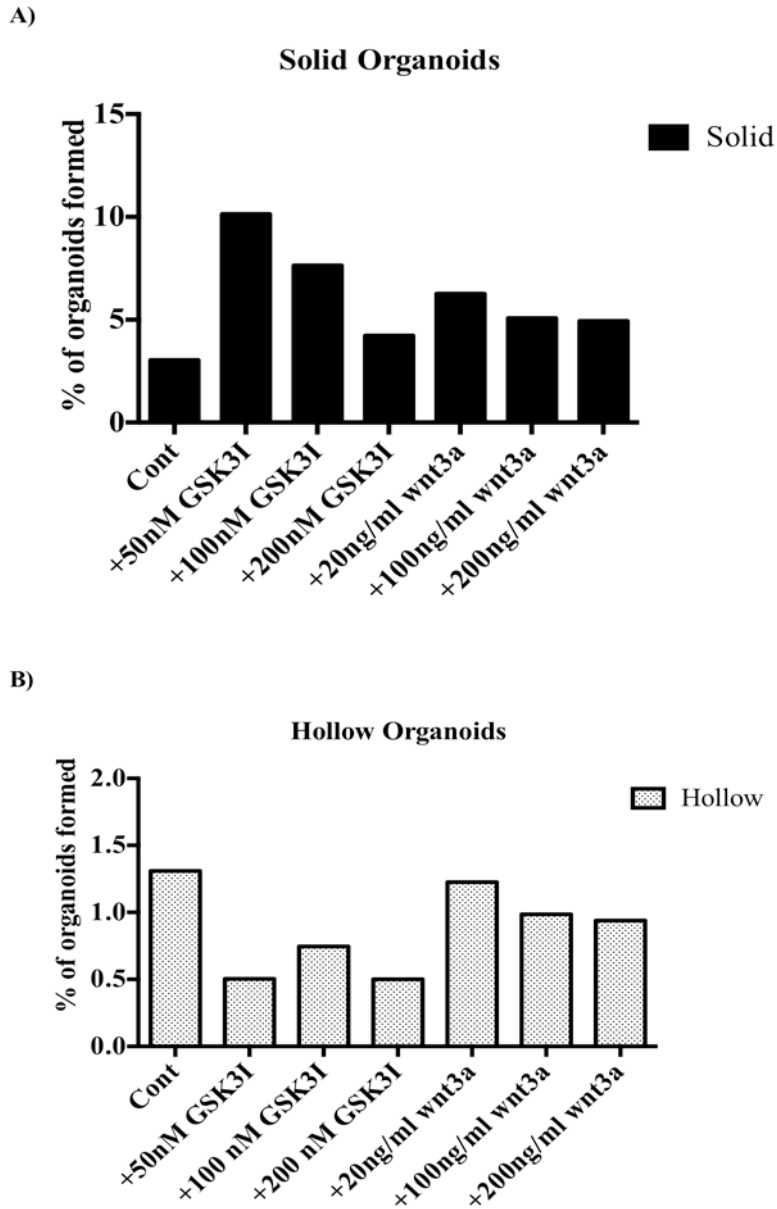 A)
Solid Organoids
% of organoids formed
15
10
5
0
Solid
Cont
+50nM GSK3I
+100nM GSK3I
+200nM GSK3I
+20ng/ml wnt3a
+100ng/ml wnt3a
+200ng/ml wnt3a
B)
Hollow Organoids
% of organoids formed
2.0
1.5
1.0
0.5
0.0
Hollow
Cont
+50nM GSK3I
+100 nM GSK3I
+200 nM GSK3I
+20ng/ml wnt3a
+100ng/ml wnt3a
+200ng/ml wnt3a